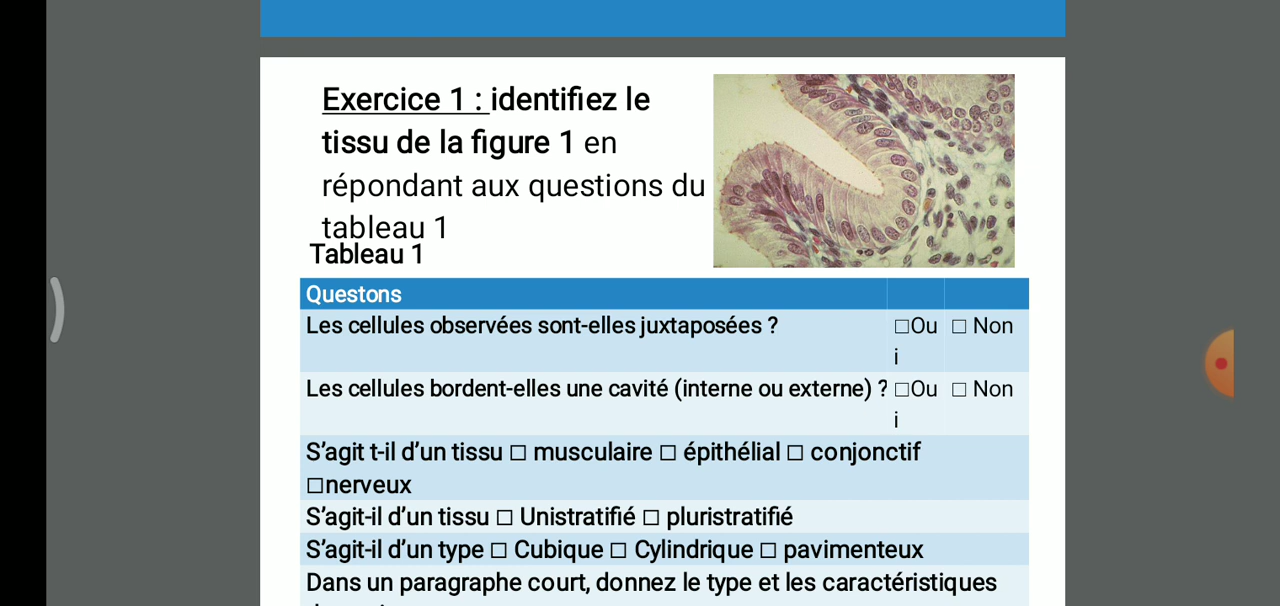 Exercice 1 : identifiez le
tissu de la figure 1 en
répondant aux questions du
tableau 1
Tableau 1
Questons
Les cellules observées sont-elles juxtaposées ? □Ou □ Non
i
Les cellules bordent-elles une cavité (interne ou externe) ? □Ou □ Non
i
S’agit t-il d’un tissu □ musculaire □ épithélial □ conjonctif
□nerveux
S’agit-il d’un tissu □ Unistratifié □ pluristratifié
S’agit-il d’un type □ Cubique □ Cylindrique □ pavimenteux
Dans un paragraphe court, donnez le type et les caractéristiques